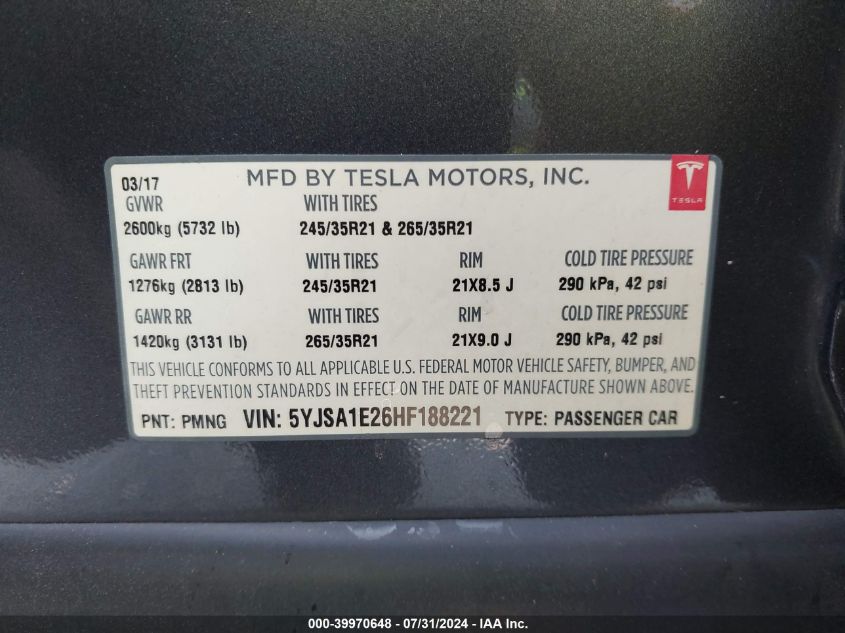 03/17 MFD BY TESLA MOTORS, INC.
TESLA
GVWR WITH TIRES
2600kg (5732 lb) 245/35R21 & 265/35R21
GAWR FRT WITH TIRES RIM COLD TIRE PRESSURE
1276kg (2813 lb) 245/35R21 21X8.5 J 290 kPa, 42 psi
GAWR RR WITH TIRES RIM COLD TIRE PRESSURE
1420kg (3131 lb) 265/35R21 21X9.0 J 290 kPa, 42 psi
THIS VEHICLE CONFORMS TO ALL APPLICABLE U.S. FEDERAL MOTOR VEHICLE SAFETY, BUMPER, AND
THEFT PREVENTION STANDARDS IN EFFECT ON THE DATE OF MANUFACTURE SHOWN ABOVE.
PNT: PMNG VIN: 5YJSA1E26HF188221 TYPE: PASSENGER CAR
000-39970648 - 07/31/2024 - IAA Inc.